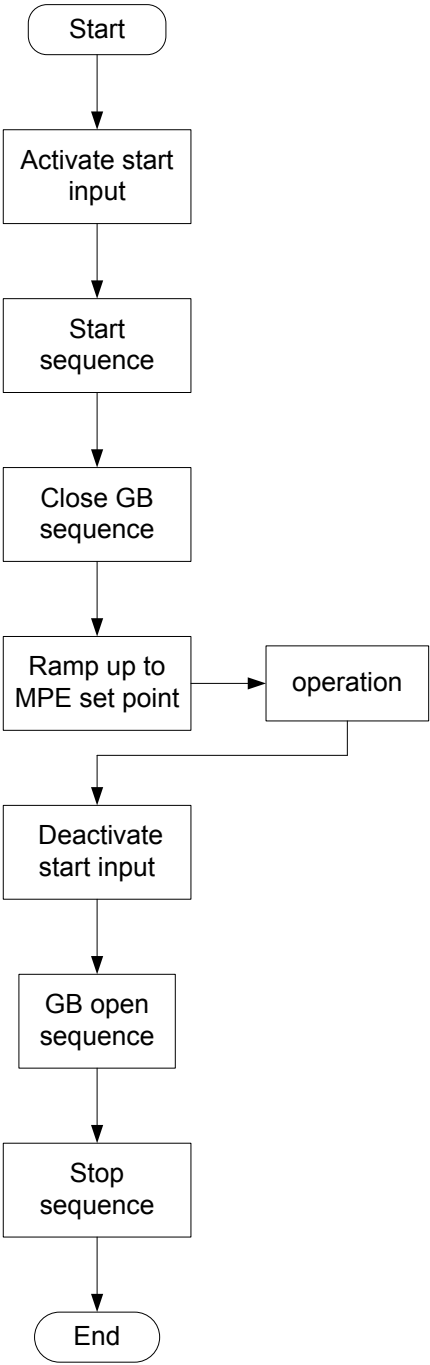 Start
Activate start
input
Start
sequence
Close GB
sequence
Ramp up to
MPE set point
operation
Deactivate
start input
GB open
sequence
Stop
sequence
End